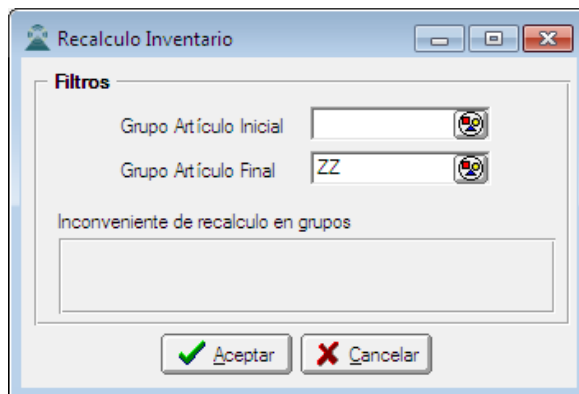 Recalculo Inventario
Filtros
Grupo Artículo Inicial
Grupo Artículo Final ZZ
Inconveniente de recalculo en grupos
Aceptar Cancelar